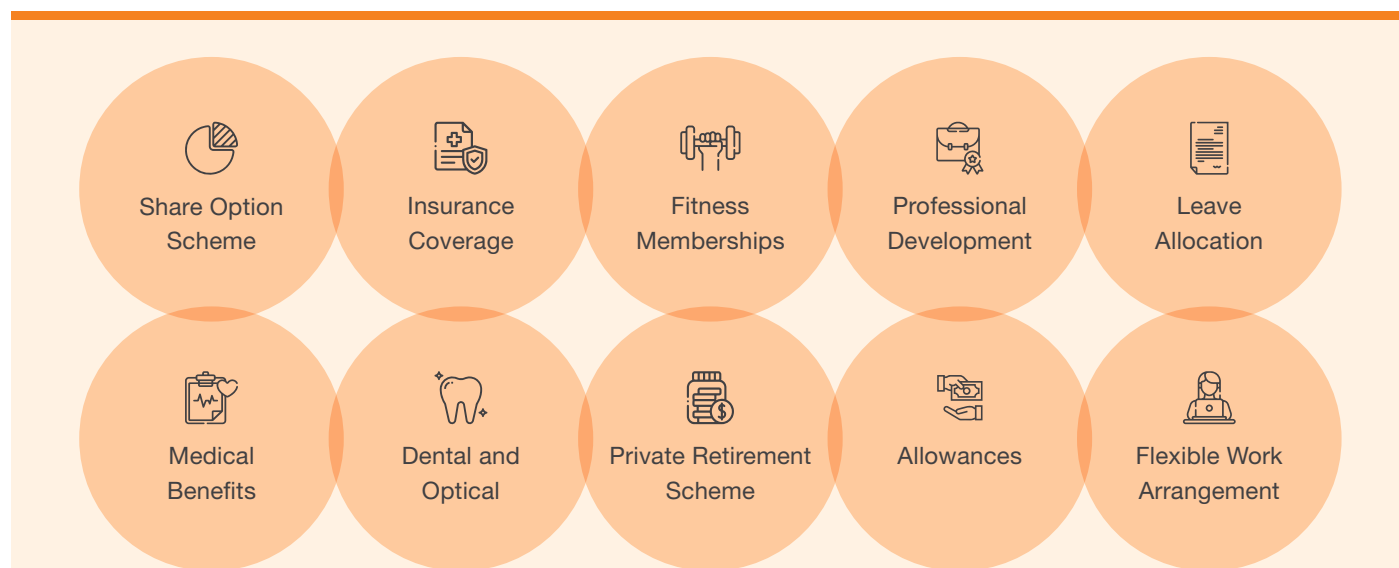 Share Option
Scheme
Insurance
Coverage
Fitness
Memberships
Professional
Development
Leave
Allocation
Medical
Benefits
Dental and
Optical
Private Retirement
Scheme
$
Allowances
Flexible Work
Arrangement